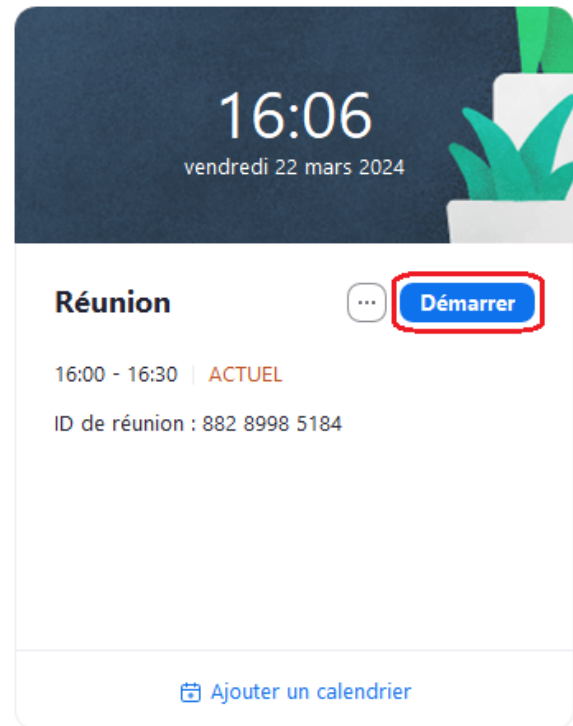 16:06
vendredi 22 mars 2024
Réunion ... Démarrer
16:00 - 16:30 | ACTUEL
ID de réunion : 882 8998 5184
Ajouter un calendrier